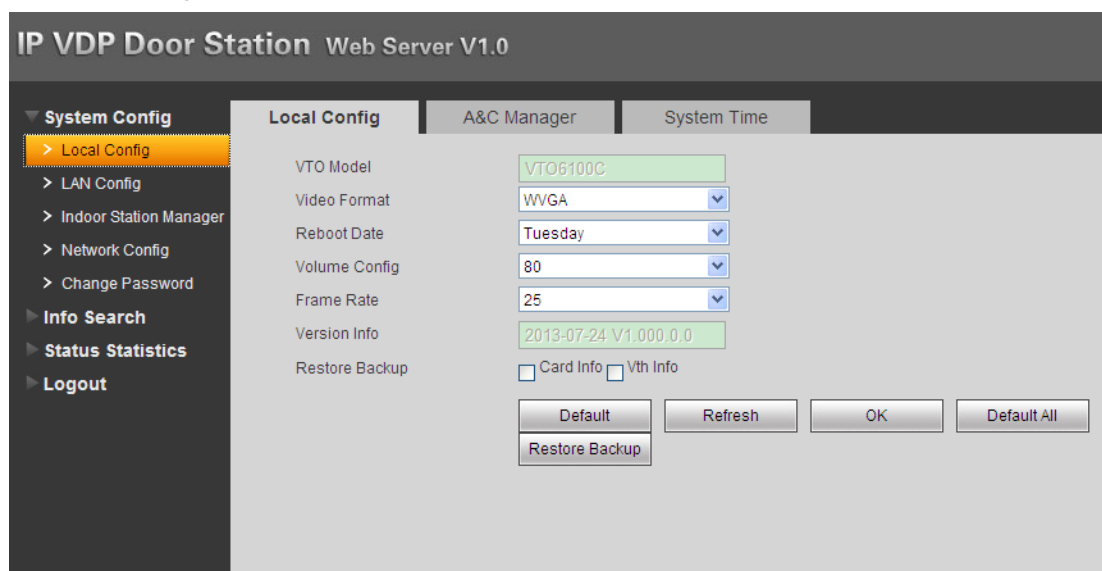 IP VDP Door Station Web Server V1.0
System Config
> Local Config
> LAN Config
> Indoor Station Manager
> Network Config
> Change Password
Info Search
Status Statistics
Logout
Local Config A&C Manager System Time
VTO Model VTO6100C
Video Format WVGA
Reboot Date Tuesday
Volume Config 80
Frame Rate 25
Version Info 2013-07-24 V1.000.0.0
Restore Backup Card Info Vth Info
Default Refresh OK Default All
Restore Backup